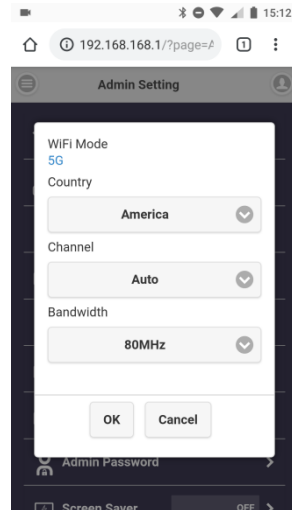 15:12
192.168.168.1/?page=A
1
Admin Setting
WiFi Mode
5G
Country
America
Channel
Auto
Bandwidth
80MHz
OK
Cancel
Admin Password
Screen Saver
OFF